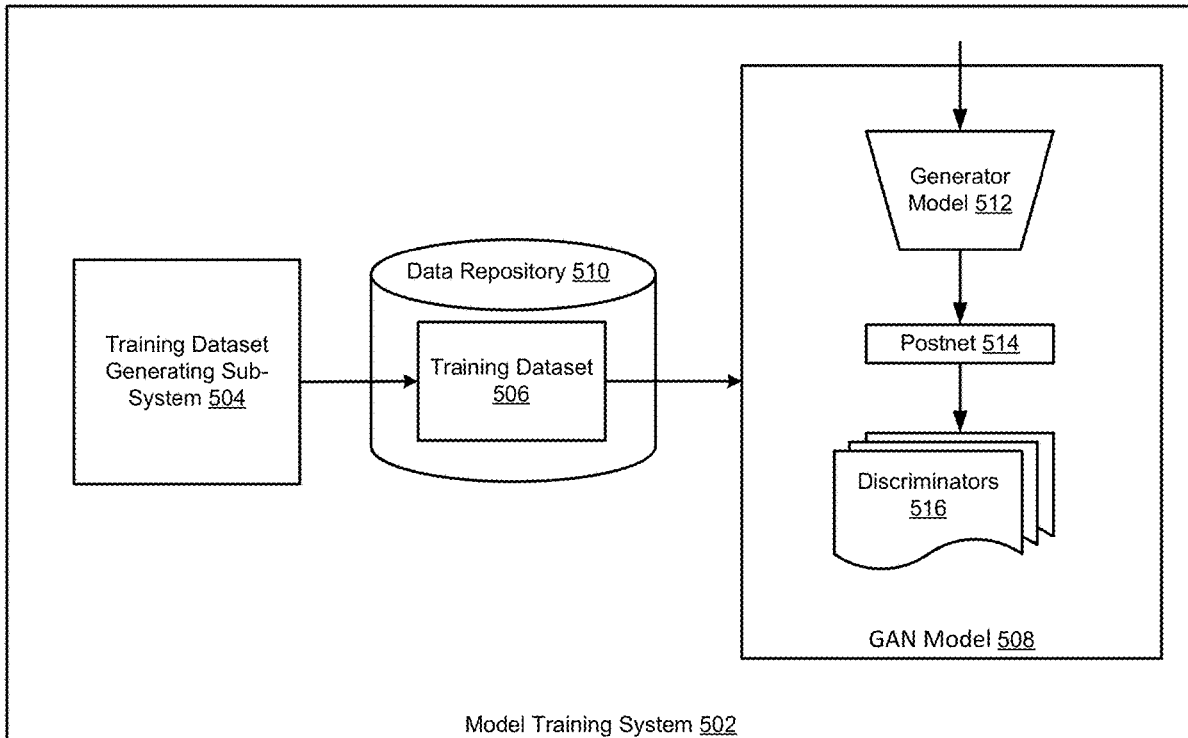 Training Dataset
Generating Sub-
System 504
Data Repository 510
Training Dataset
506
Generator
Model 512
Postnet 514
Discriminators
516
GAN Model 508
Model Training System 502